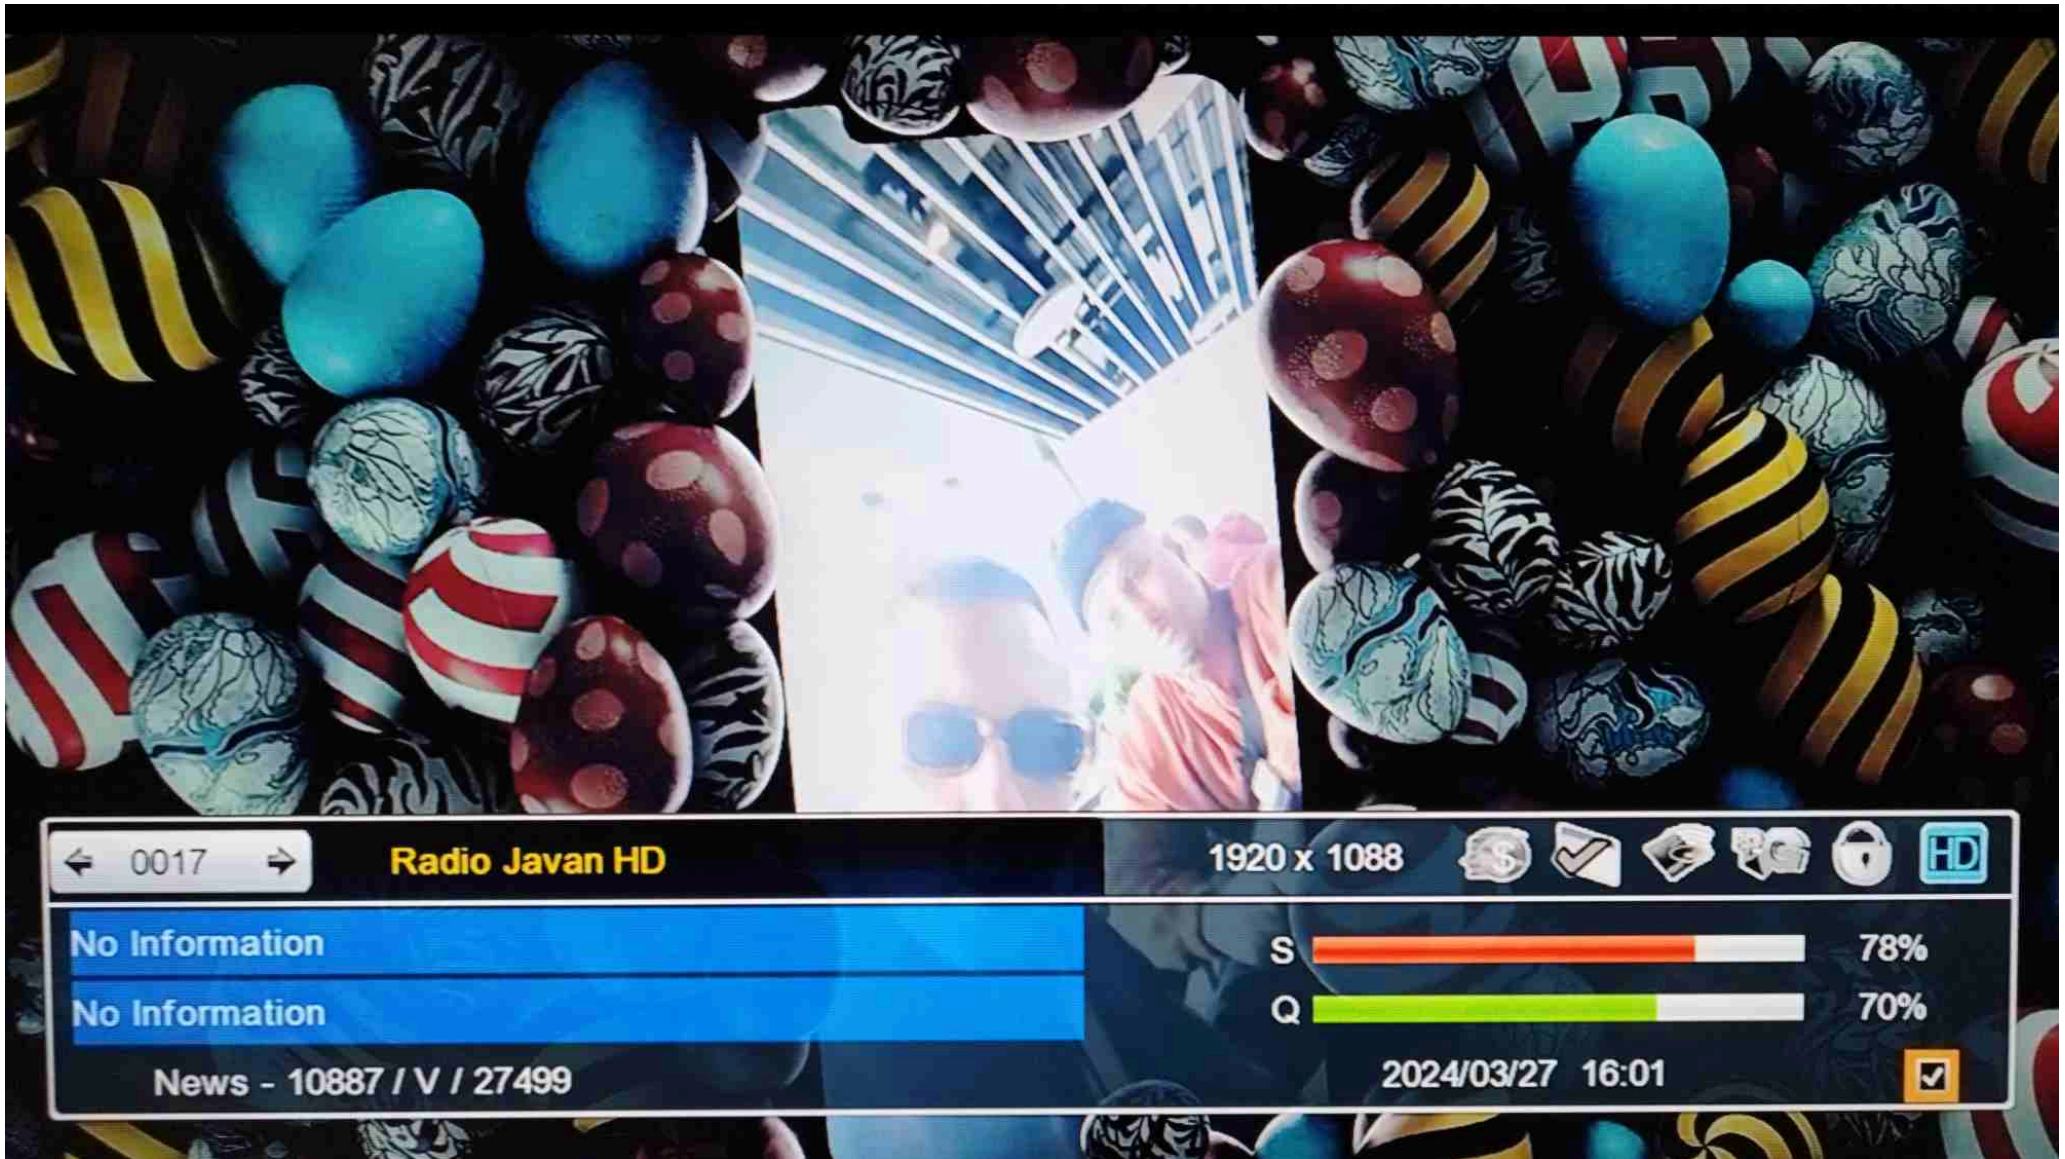 0017 Radio Javan HD 1920 x 1088 $ HD
No Information S 78%
No Information Q 70%
News - 10887 / V / 27499 2024/03/27 16:01